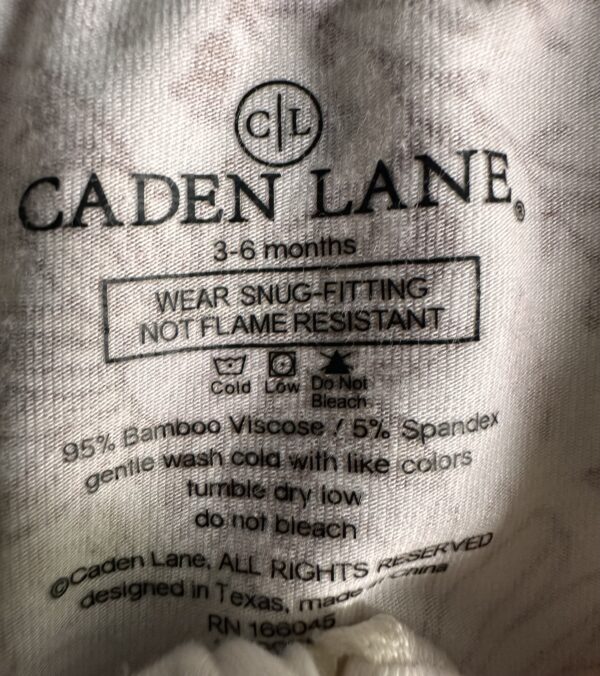 C|L
CADEN LANE®
3-6 months
WEAR SNUG-FITTING
NOT FLAME RESISTANT
Cold Low Do Not
Bleach
95% Bamboo Viscose / 5% Spandex
gentle wash cold with like colors
tumble dry low
do not bleach
©Caden Lane, ALL RIGHTS RESERVED
designed in Texas, made China
RN 166045